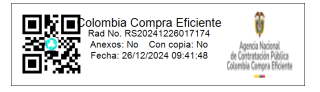 Colombia Compra Eficiente
Rad No. RS20241226017174
Anexos: No Con copia: No
Fecha: 26/12/2024 09:41:48
Agencia Nacional
de Contratación Pública
Colombia Compra Eficiente